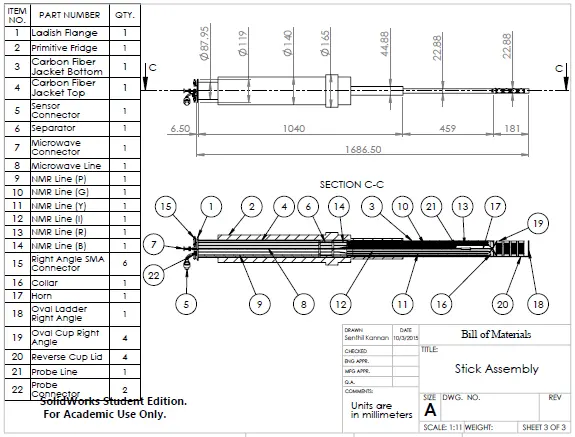 ITEM NO. PART NUMBER QTY.
1 Ladish Flange 1
2 Primitive Fridge 1
3 Carbon Fiber Jacket Bottom 1
4 Carbon Fiber Jacket Top 1
5 Sensor Connector 1
6 Separator 1
7 Microwave Connector 1
8 Microwave Line 1
9 NMR Line (P) 1
10 NMR Line (G) 1
11 NMR Line (Y) 1
12 NMR Line (I) 1
13 NMR Line (R) 1
14 NMR Line (B) 1
15 Right Angle SMA Connector 6
16 Collar 1
17 Horn 1
18 Oval Ladder Right Angle 1
19 Oval Cup Right Angle 4
20 Reverse Cup Lid 4
21 Probe Line 1
22 Probe Connector 2
SolidWorks Student Edition.
For Academic Use Only.
Ø87.95 Ø119 Ø140 Ø165 44.88 22.88 22.88
C C
6.50 1040 459 181
1686.50
SECTION C-C
15 1 2 4 6 14 3 10 21 13 17 19
7 22
5 9 8 12 11 16 20 18
DRAWN DATE
Senthil Kannan 10/3/2015
CHECKED
ENG APPR.
MFG APPR.
Q.A.
COMMENTS:
Units are
in millimeters
Bill of Materials
TITLE:
Stick Assembly
SIZE DWG. NO. REV
A
SCALE: 1:11 WEIGHT: SHEET 3 OF 3